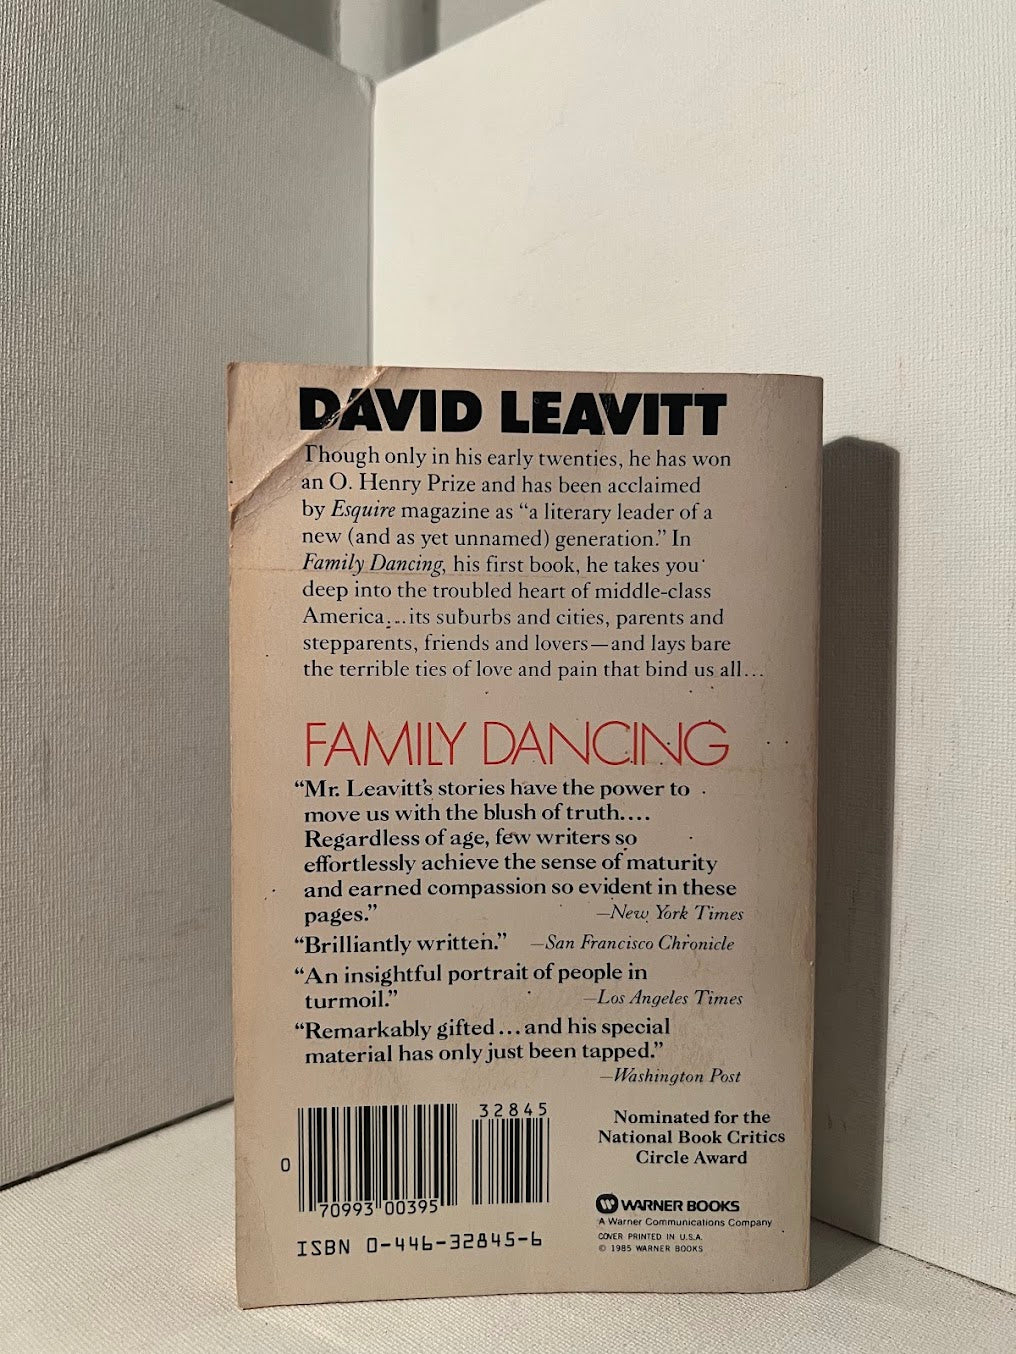 DAVID LEAVITT
Though only in his early twenties, he has won
an O. Henry Prize and has been acclaimed
by Esquire magazine as “a literary leader of a
new (and as yet unnamed) generation.” In
Family Dancing, his first book, he takes you
deep into the troubled heart of middle-class
America...its suburbs and cities, parents and
stepparents, friends and lovers—and lays bare
the terrible ties of love and pain that bind us all...
FAMILY DANCING
“Mr. Leavitt’s stories have the power to
move us with the blush of truth....
Regardless of age, few writers so
effortlessly achieve the sense of maturity
and earned compassion so evident in these
pages.” —New York Times
“Brilliantly written.” —San Francisco Chronicle
“An insightful portrait of people in
turmoil.” —Los Angeles Times
“Remarkably gifted...and his special
material has only just been tapped.”
—Washington Post
32845
0 70993 00395
ISBN 0-446-32845-6
Nominated for the
National Book Critics
Circle Award
WARNER BOOKS
A Warner Communications Company
COVER PRINTED IN U.S.A.
© 1985 WARNER BOOKS